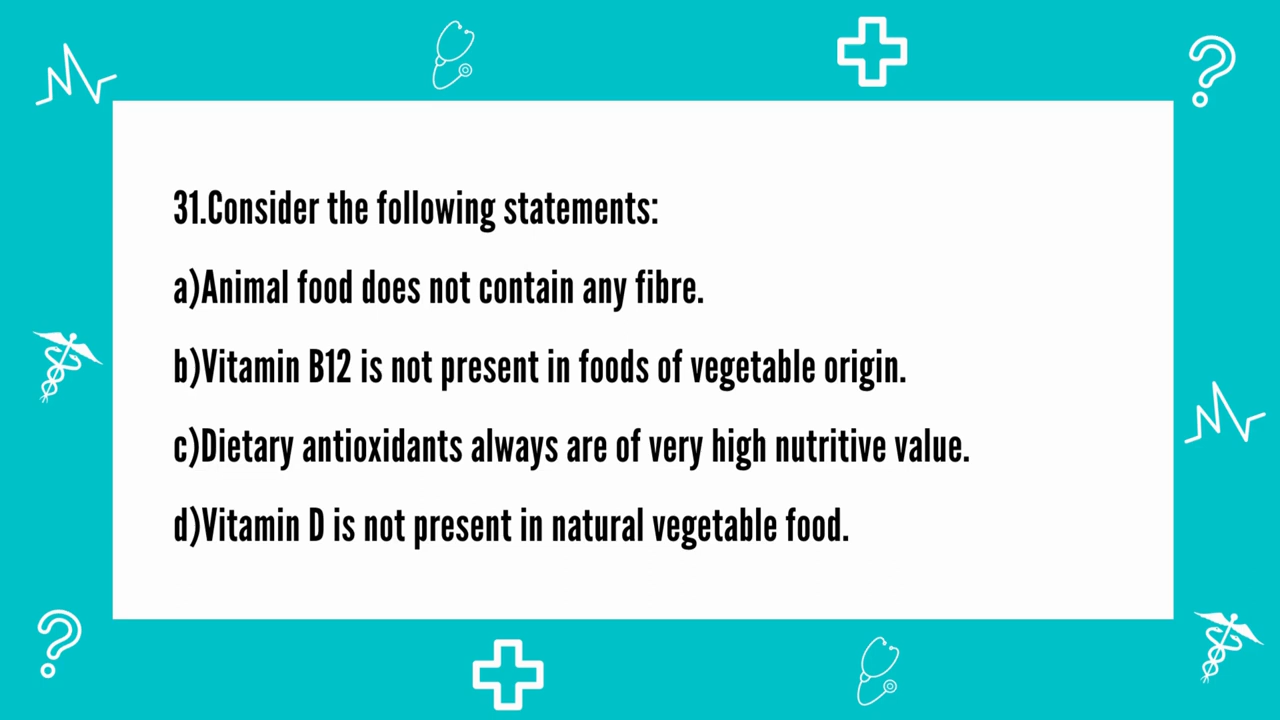 31.Consider the following statements:
a)Animal food does not contain any fibre.
b)Vitamin B12 is not present in foods of vegetable origin.
c)Dietary antioxidants always are of very high nutritive value.
d)Vitamin D is not present in natural vegetable food.